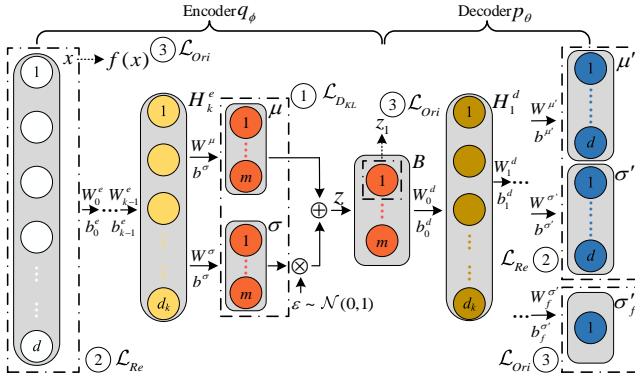 Encoder q_ϕ
Decoder p_θ
x
f(x)
③ ℒ_Ori
1
d
② ℒ_Re
W_0^e W_{k-1}^e
b_0^e b_{k-1}^e
H_k^e
1
d_k
W^μ
b^σ
W^σ
b^σ
① ℒ_{D_{KL}}
μ
1
m
σ
1
m
⊕
⊗
ε ~ 𝒩(0,1)
z
③ ℒ_Ori
z_1
B
1
m
W_0^d
b_0^d
H_1^d
1
d_k
W_1^d
b_1^d
W^{μ'}
b^{μ'}
W^{σ'}
b^{σ'}
W_f^{σ'}
b_f^{σ'}
μ'
1
d
σ'
1
d
ℒ_Re ②
σ'_f
1
ℒ_Ori ③